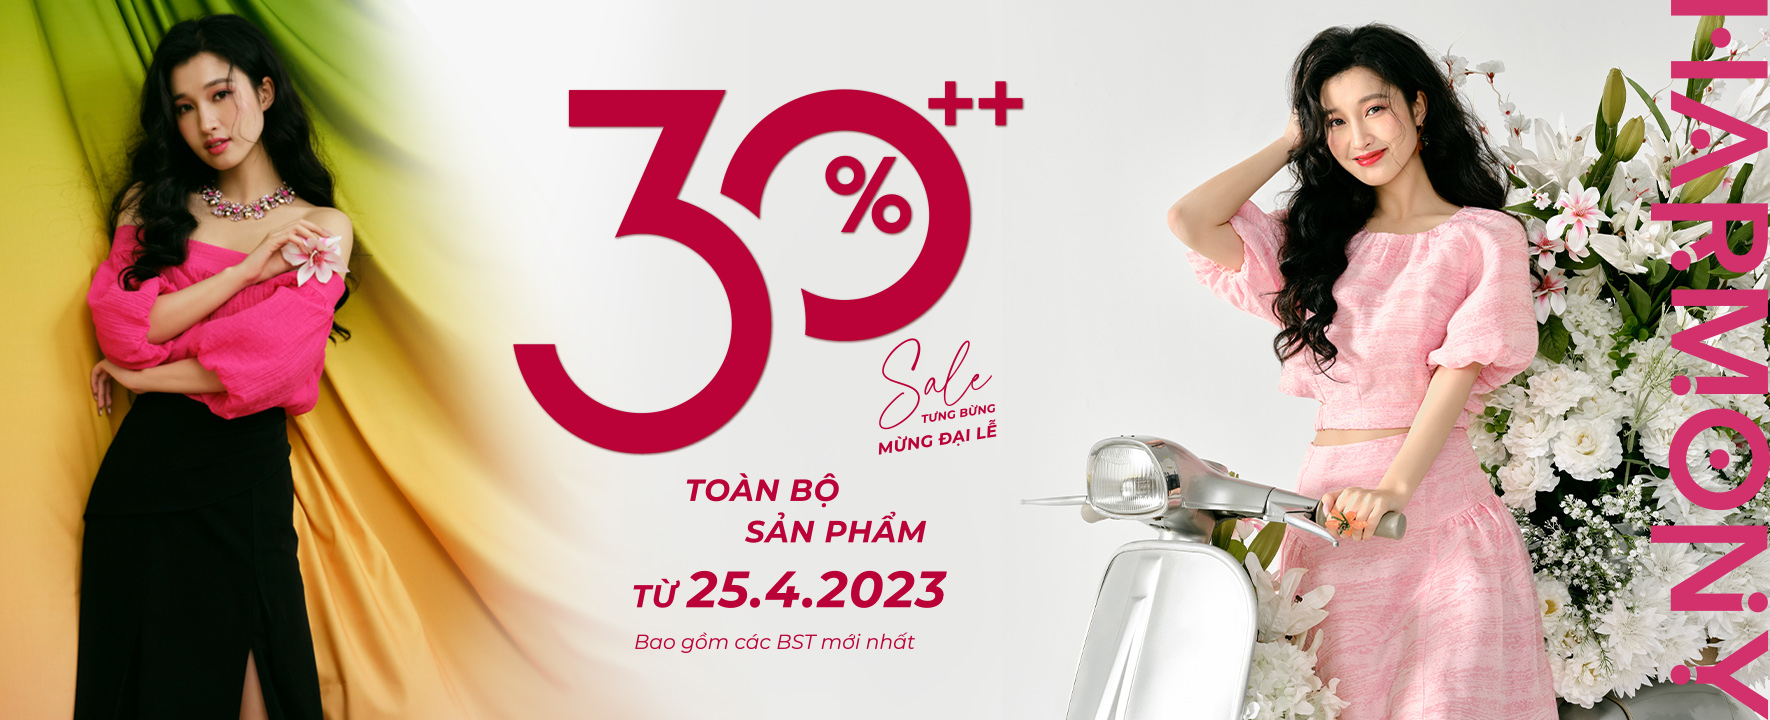 30%++
Sale
TƯNG BỪNG
MỪNG ĐẠI LỄ
TOÀN BỘ
SẢN PHẨM
TỪ 25.4.2023
Bao gồm các BST mới nhất
HARMONY